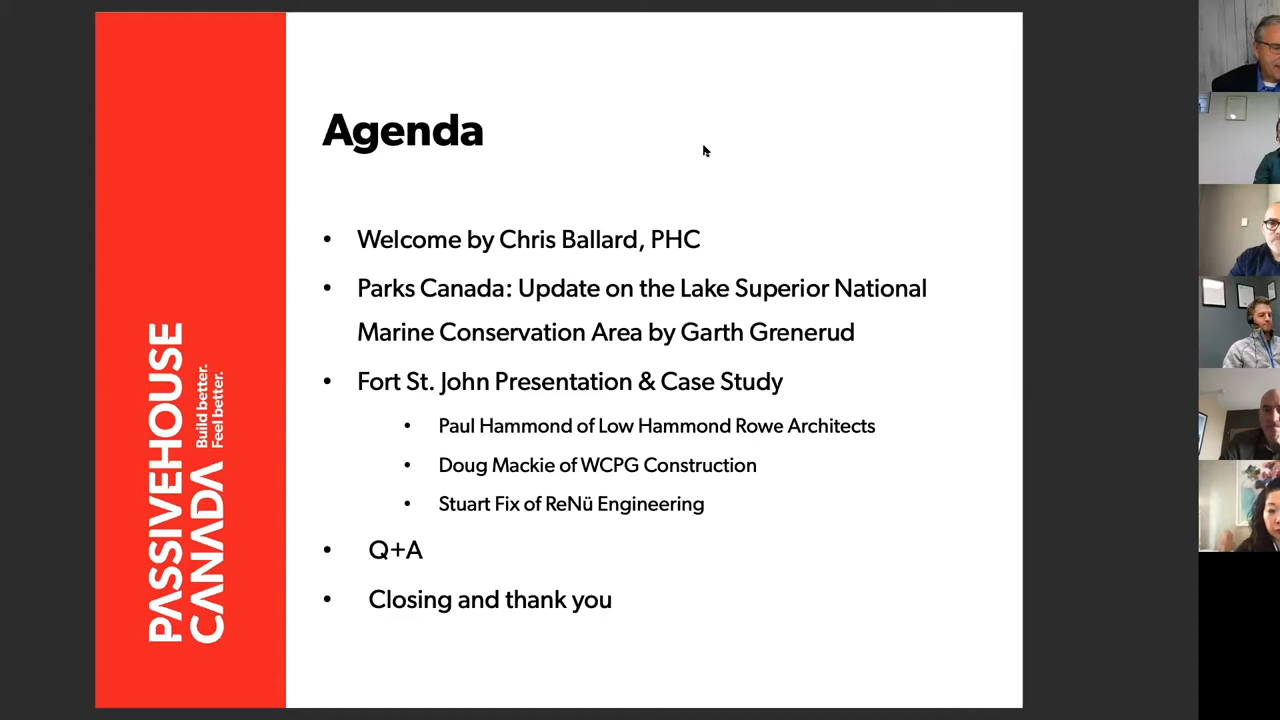 Agenda
• Welcome by Chris Ballard, PHC
• Parks Canada: Update on the Lake Superior National
Marine Conservation Area by Garth Grenerud
• Fort St. John Presentation & Case Study
• Paul Hammond of Low Hammond Rowe Architects
• Doug Mackie of WCPG Construction
• Stuart Fix of ReNü Engineering
• Q+A
• Closing and thank you
PASSIVEHOUSE
CANADA
Build better.
Feel better.